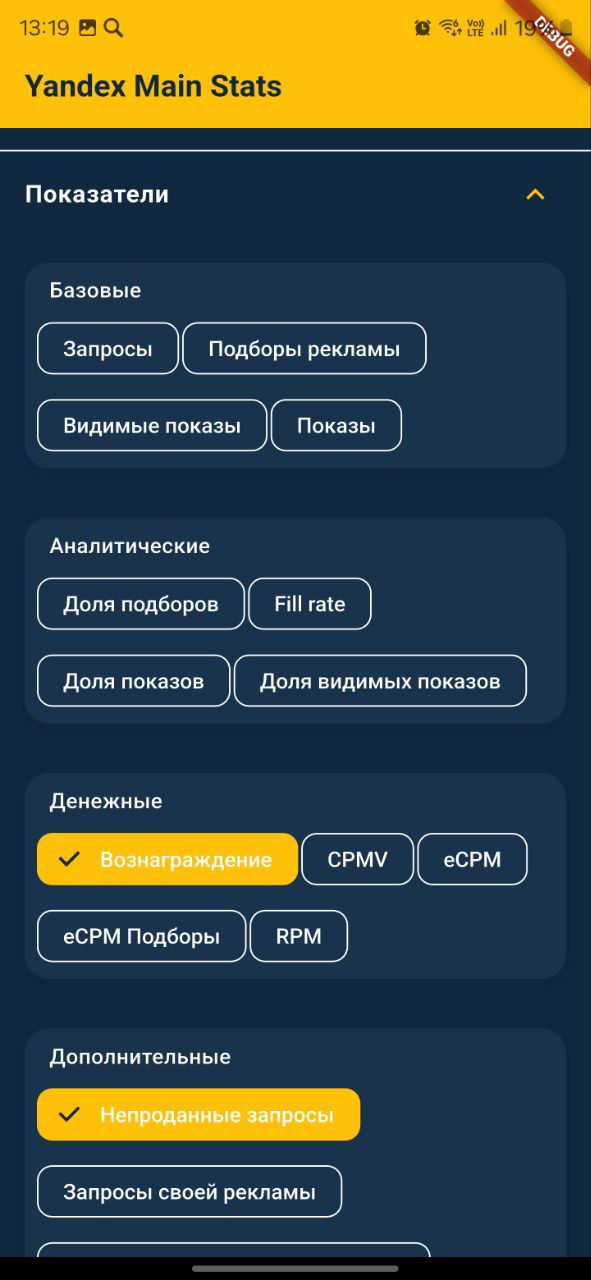 13:19 Vo)) LTE 19%
DEBUG
Yandex Main Stats
Показатели
Базовые
Запросы Подборы рекламы
Видимые показы Показы
Аналитические
Доля подборов Fill rate
Доля показов Доля видимых показов
Денежные
Вознаграждение CPMV eCPM
eCPM Подборы RPM
Дополнительные
Непроданные запросы
Запросы своей рекламы